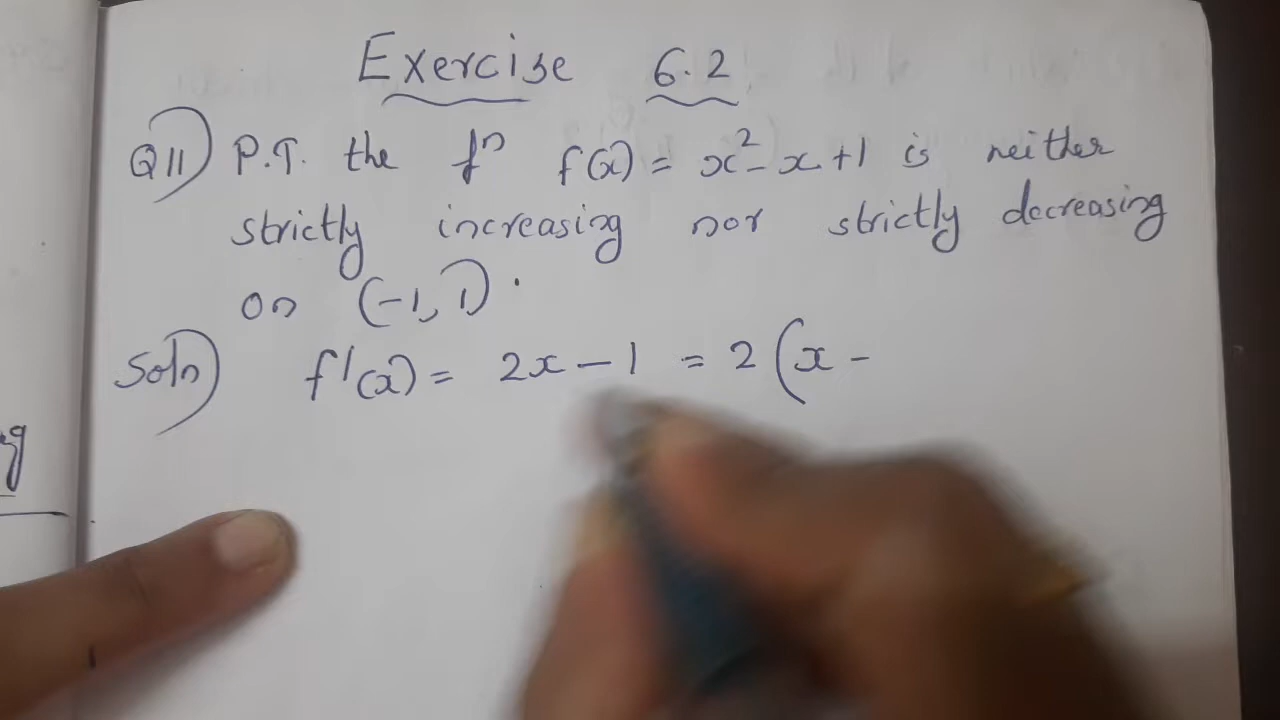 Exercise 6.2
Q11) P.T. the fⁿ f(x) = x² - x + 1 is neither
strictly increasing nor strictly decreasing
on (-1, 1).
Soln) f'(x) = 2x - 1 = 2 (x -